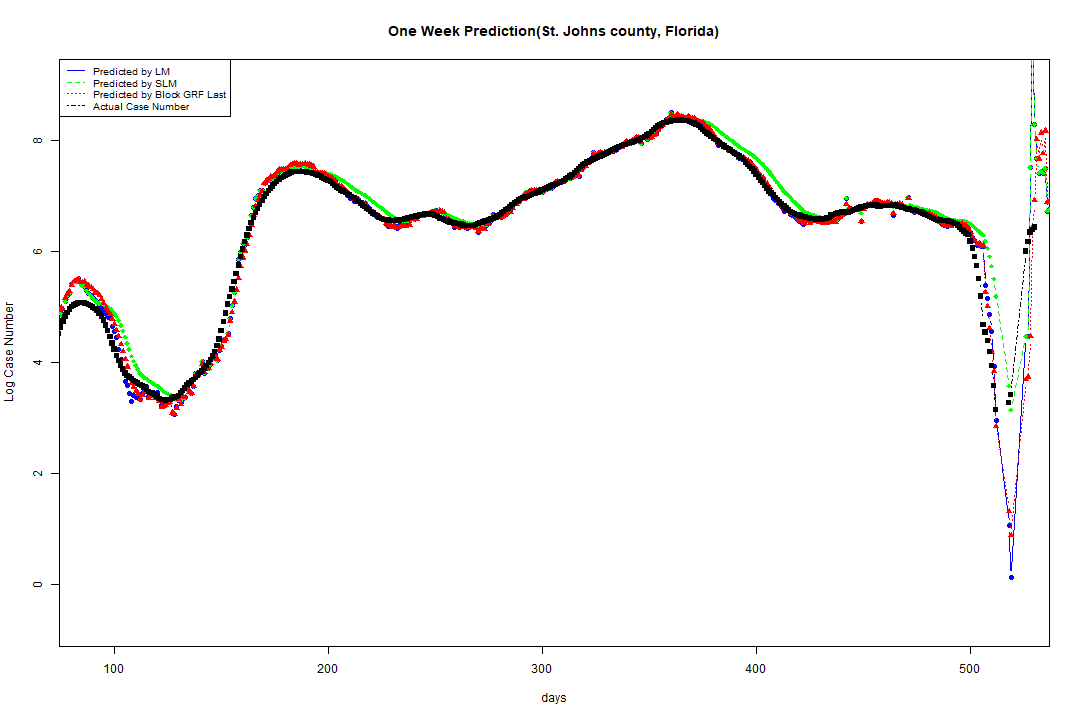 One Week Prediction(St. Johns county, Florida)
Predicted by LM
Predicted by SLM
Predicted by Block GRF Last
Actual Case Number
8
6
4
2
0
Log Case Number
100 200 300 400 500
days